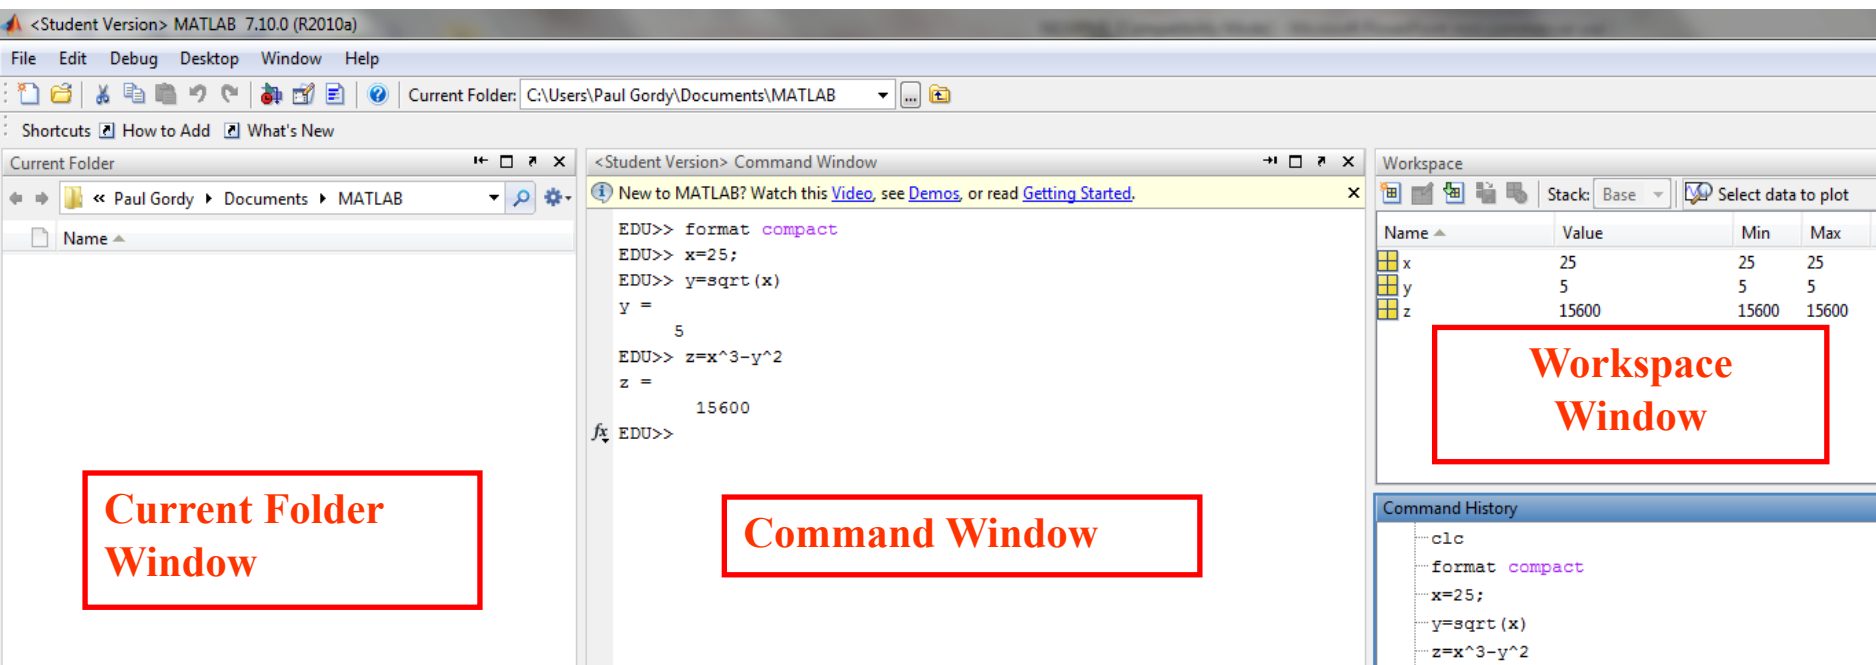 <Student Version> MATLAB 7.10.0 (R2010a)
File Edit Debug Desktop Window Help
Current Folder: C:\Users\Paul Gordy\Documents\MATLAB ...
Shortcuts How to Add What's New
Current Folder
« Paul Gordy Documents MATLAB
Name
Current Folder
Window
<Student Version> Command Window
New to MATLAB? Watch this Video, see Demos, or read Getting Started.
EDU>> format compact
EDU>> x=25;
EDU>> y=sqrt(x)
y =
5
EDU>> z=x^3-y^2
z =
15600
fx EDU>>
Command Window
Workspace
Stack: Base Select data to plot
Name Value Min Max
x 25 25 25
y 5 5 5
z 15600 15600 15600
Workspace
Window
Command History
clc
format compact
x=25;
y=sqrt(x)
z=x^3-y^2